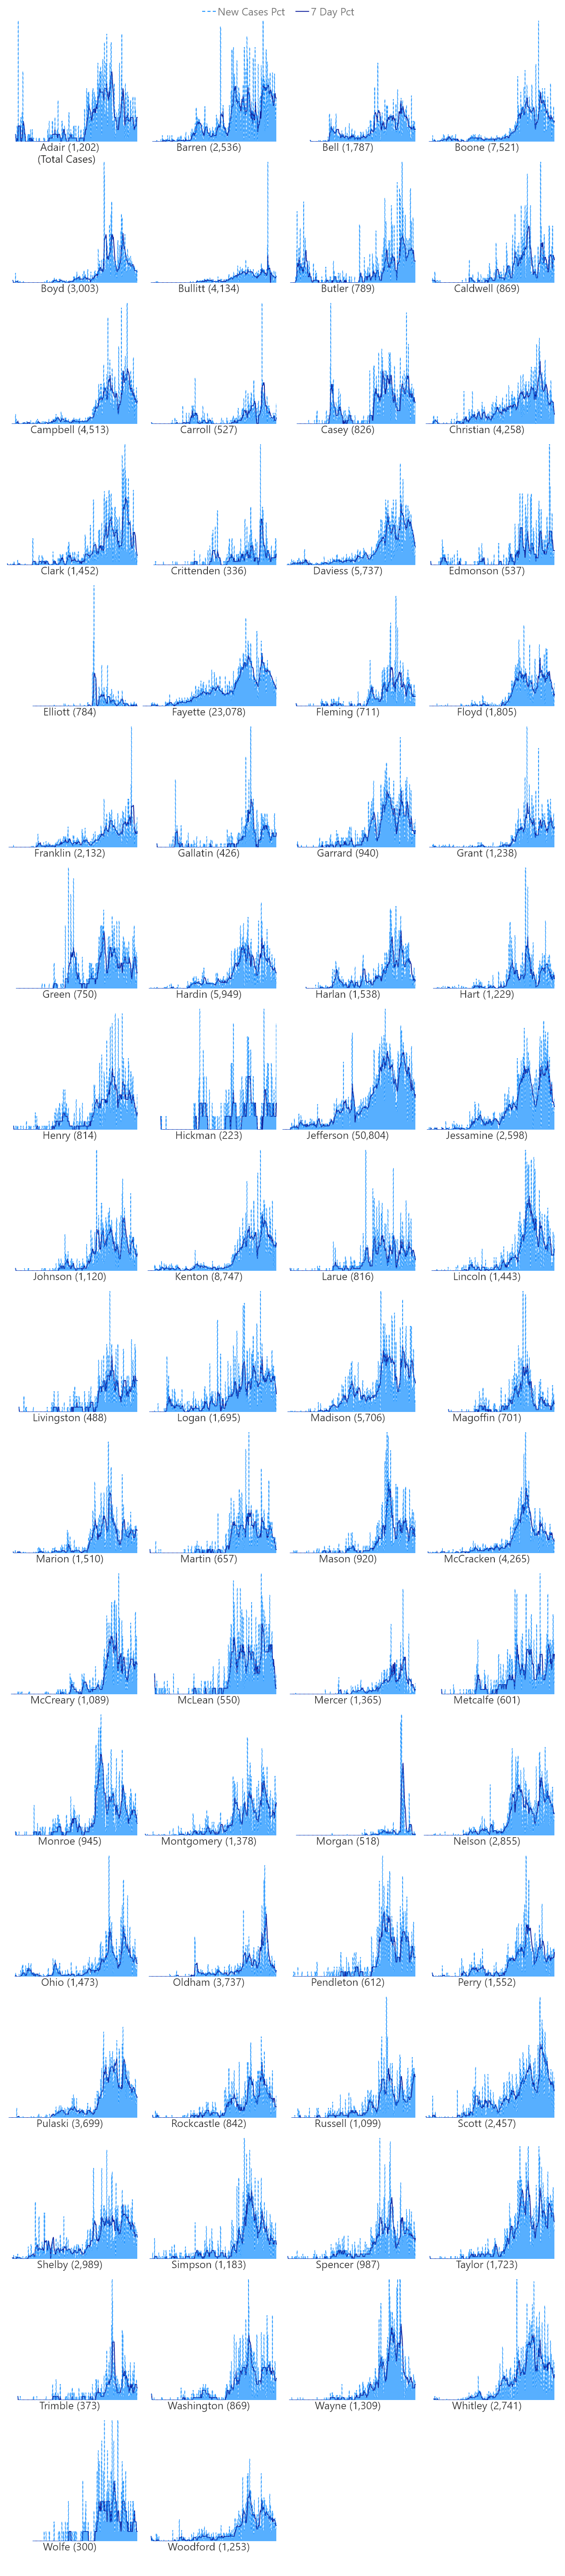 New Cases Pct 7 Day Pct
Adair (1,202) Barren (2,536) Bell (1,787) Boone (7,521)
(Total Cases)
Boyd (3,003) Bullitt (4,134) Butler (789) Caldwell (869)
Campbell (4,513) Carroll (527) Casey (826) Christian (4,258)
Clark (1,452) Crittenden (336) Daviess (5,737) Edmonson (537)
Elliott (784) Fayette (23,078) Fleming (711) Floyd (1,805)
Franklin (2,132) Gallatin (426) Garrard (940) Grant (1,238)
Green (750) Hardin (5,949) Harlan (1,538) Hart (1,229)
Henry (814) Hickman (223) Jefferson (50,804) Jessamine (2,598)
Johnson (1,120) Kenton (8,747) Larue (816) Lincoln (1,443)
Livingston (488) Logan (1,695) Madison (5,706) Magoffin (701)
Marion (1,510) Martin (657) Mason (920) McCracken (4,265)
McCreary (1,089) McLean (550) Mercer (1,365) Metcalfe (601)
Monroe (945) Montgomery (1,378) Morgan (518) Nelson (2,855)
Ohio (1,473) Oldham (3,737) Pendleton (612) Perry (1,552)
Pulaski (3,699) Rockcastle (842) Russell (1,099) Scott (2,457)
Shelby (2,989) Simpson (1,183) Spencer (987) Taylor (1,723)
Trimble (373) Washington (869) Wayne (1,309) Whitley (2,741)
Wolfe (300) Woodford (1,253)